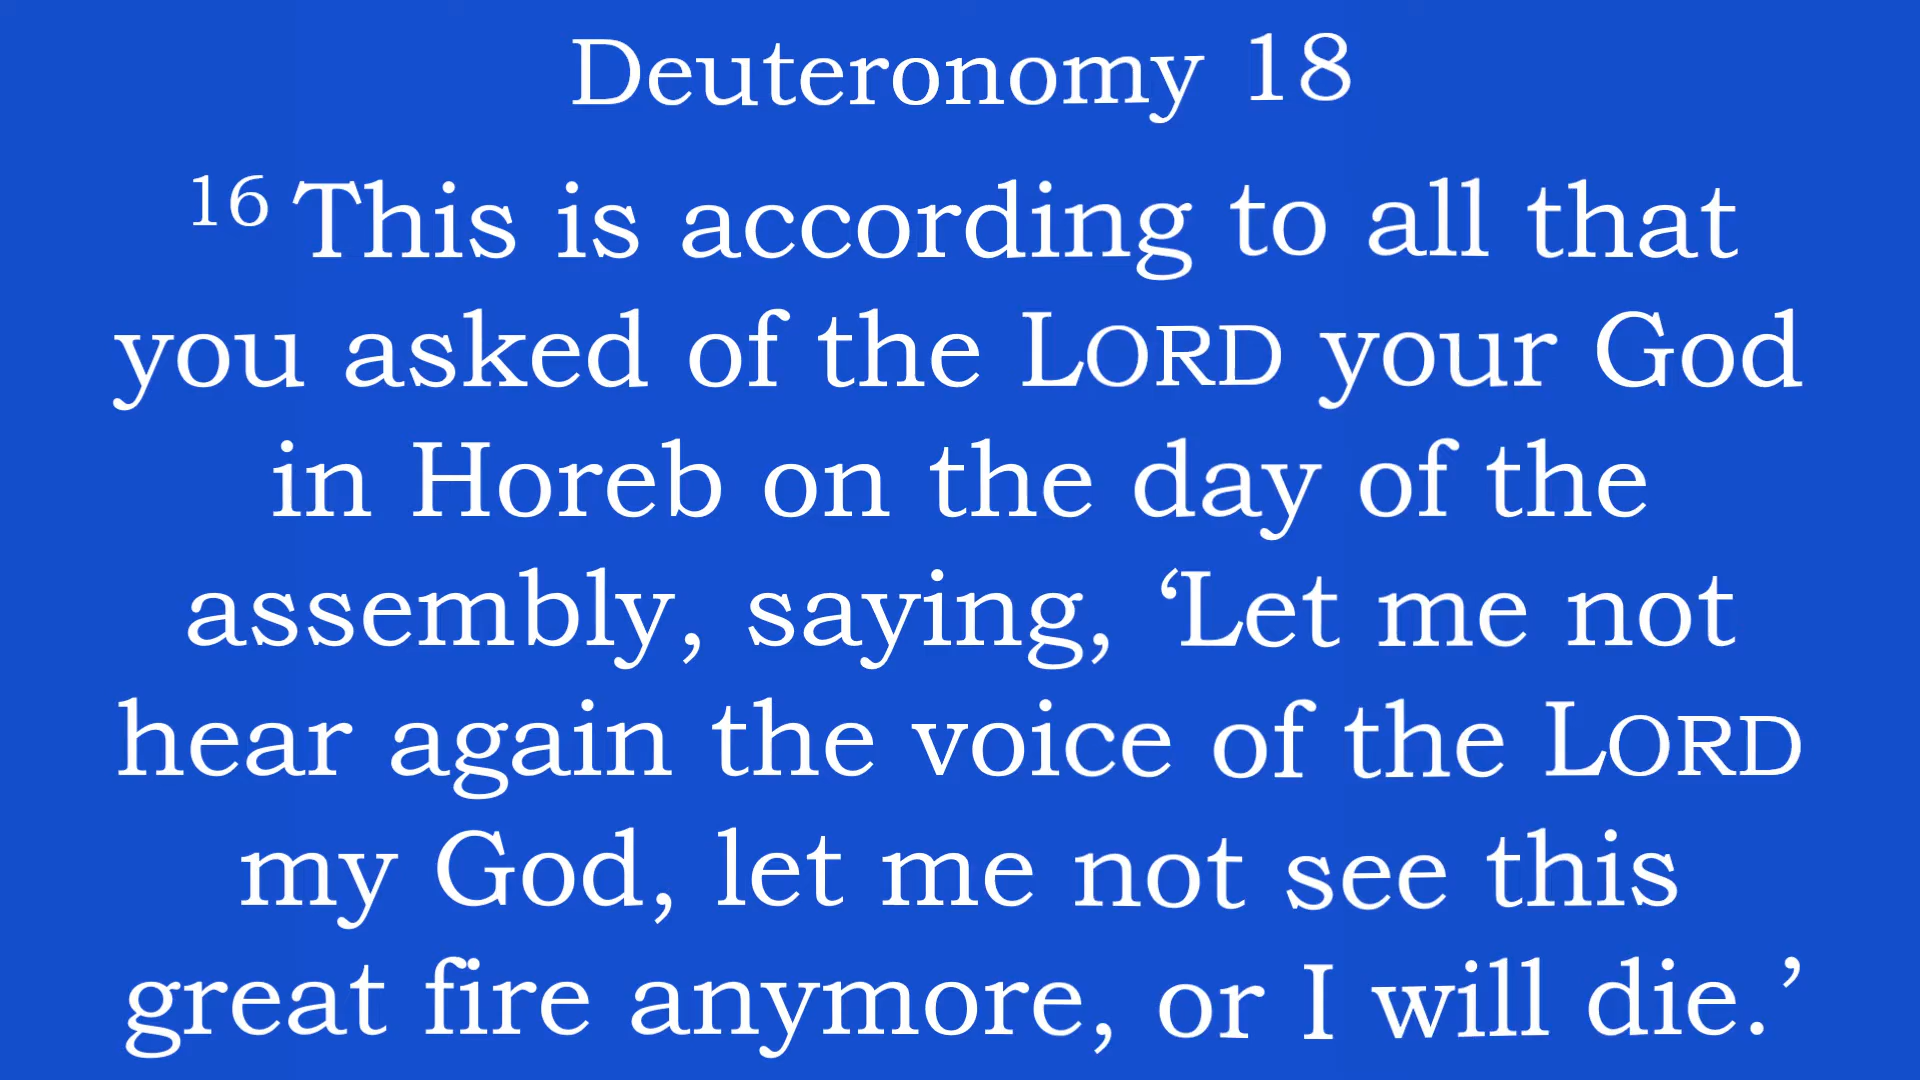 Deuteronomy 18
16 This is according to all that
you asked of the LORD your God
in Horeb on the day of the
assembly, saying, ‘Let me not
hear again the voice of the LORD
my God, let me not see this
great fire anymore, or I will die.’